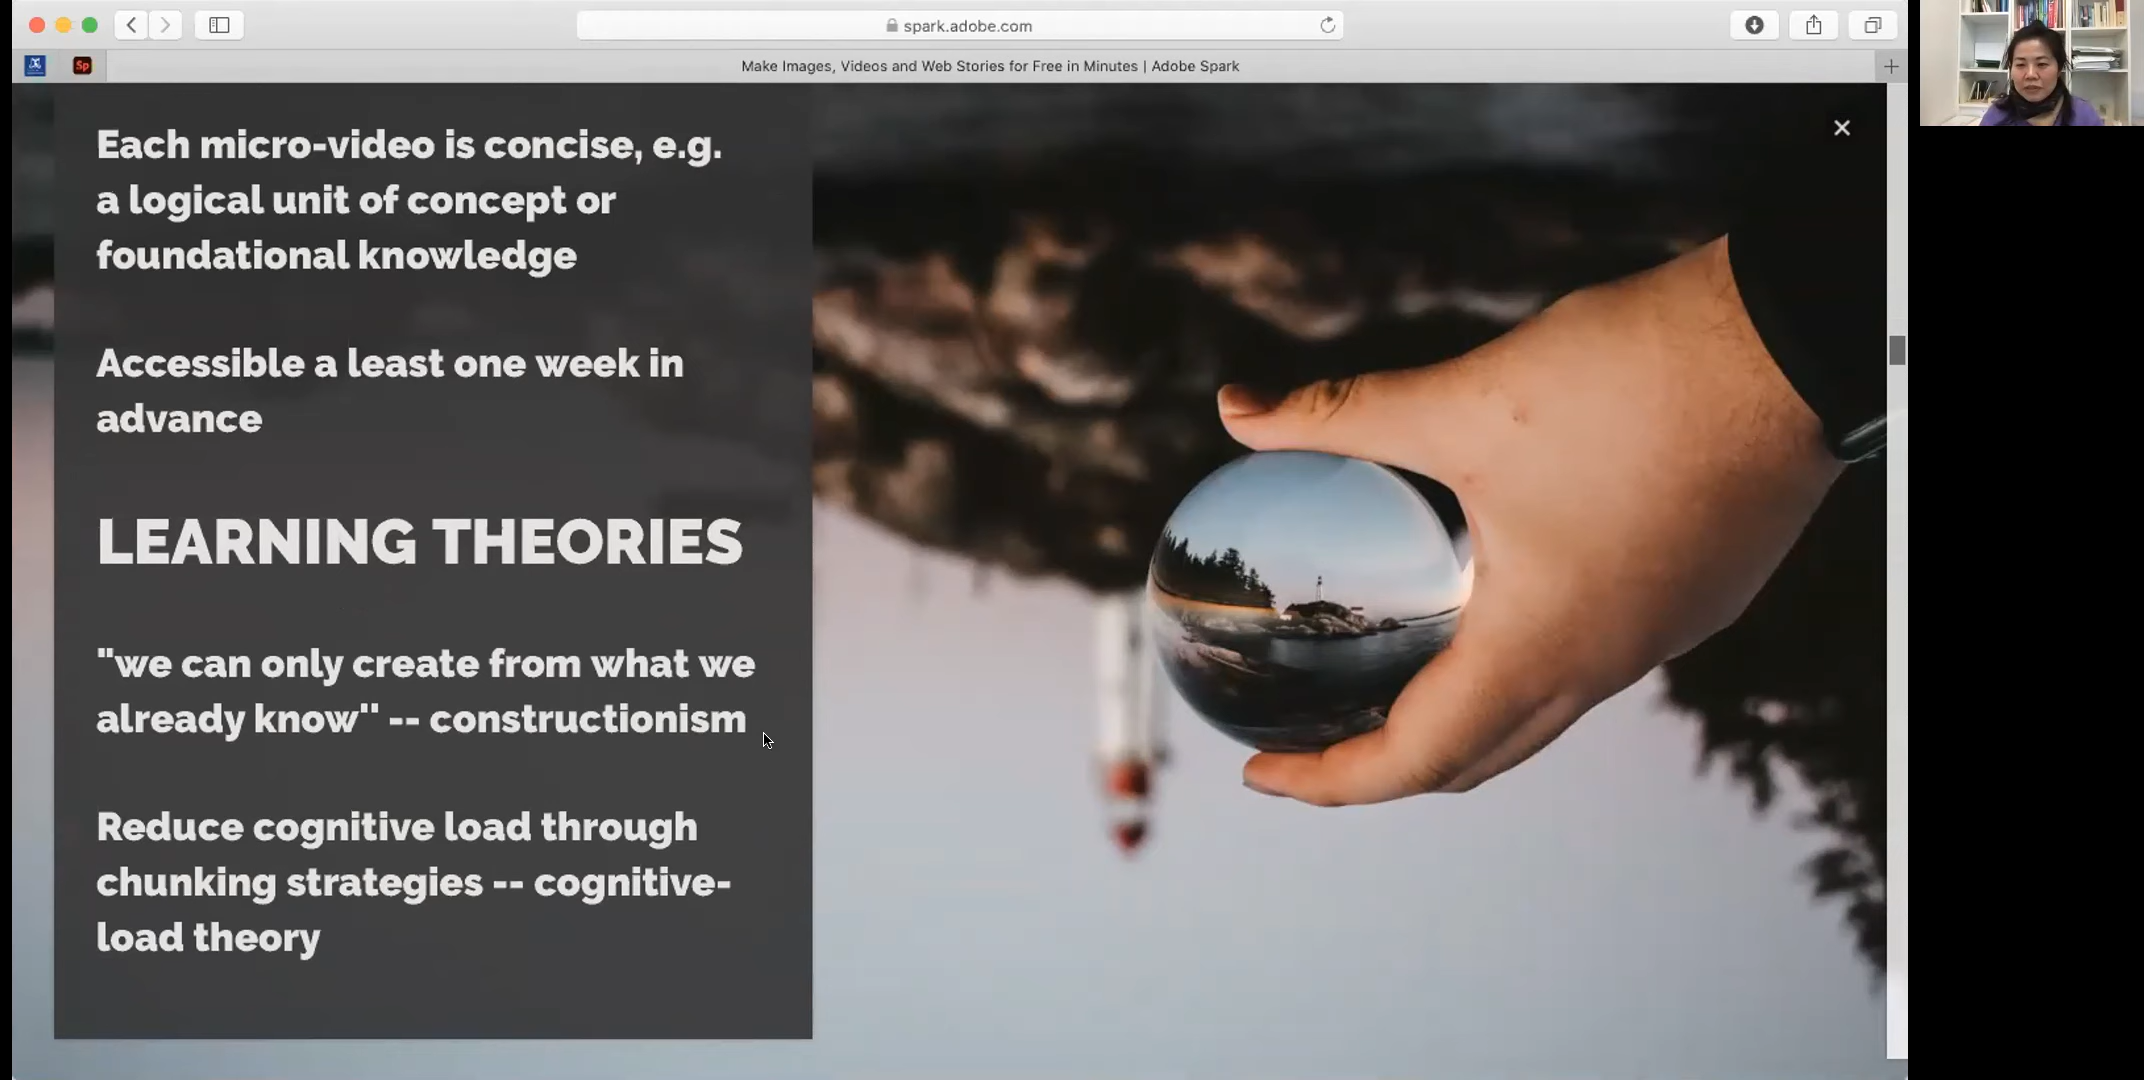 spark.adobe.com
Sp
Make Images, Videos and Web Stories for Free in Minutes | Adobe Spark
Each micro-video is concise, e.g.
a logical unit of concept or
foundational knowledge
Accessible a least one week in
advance
LEARNING THEORIES
"we can only create from what we
already know" -- constructionism
Reduce cognitive load through
chunking strategies -- cognitive-
load theory